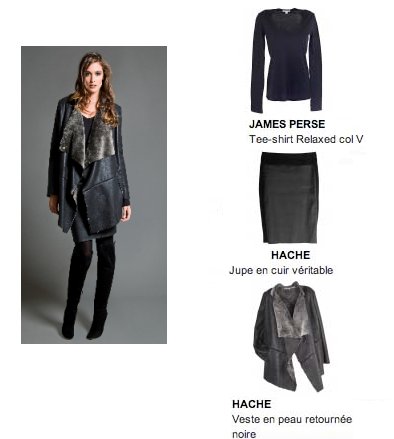 JAMES PERSE
Tee-shirt Relaxed col V
HACHE
Jupe en cuir véritable
HACHE
Veste en peau retournée
noire